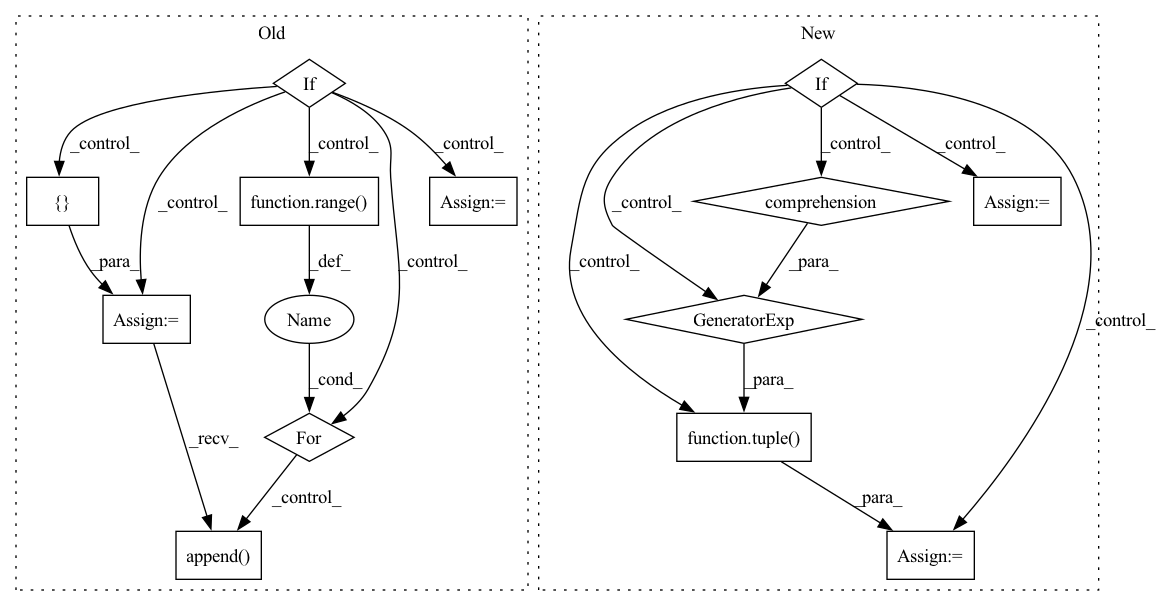 Old
New
If
If
_control_
_control_
_control_
_control_
_control_
_control_
{}
function.range()
Assign:=
comprehension
Assign:=
_control_
_control_
_para_
_def_
_control_
_control_
_para_
Assign:=
Name
GeneratorExp
_control_
_cond_
_para_
_recv_
For
function.tuple()
_control_
_para_
append()
Assign:=